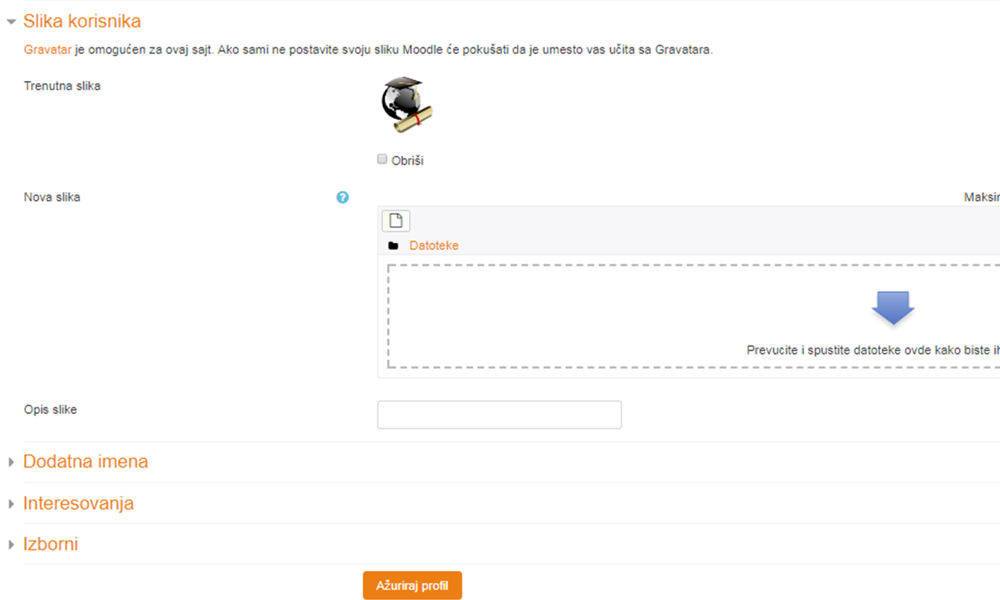 Slika korisnika
Gravatar je omogućen za ovaj sajt. Ako sami ne postavite svoju sliku Moodle će pokušati da je umesto vas učita sa Gravatara.
Trenutna slika
Obriši
Nova slika
Maksi
Datoteke
Prevucite i spustite datoteke ovde kako biste
Opis slike
Dodatna imena
Interesovanja
Izborni
Ažuriraj profil